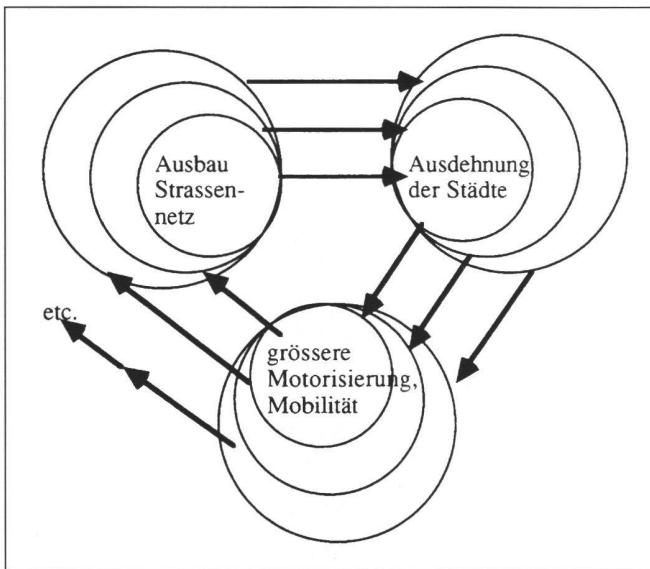 Ausbau
Strassen-
netz
Ausdehnung
der Städte
etc.
grössere
Motorisierung,
Mobilität